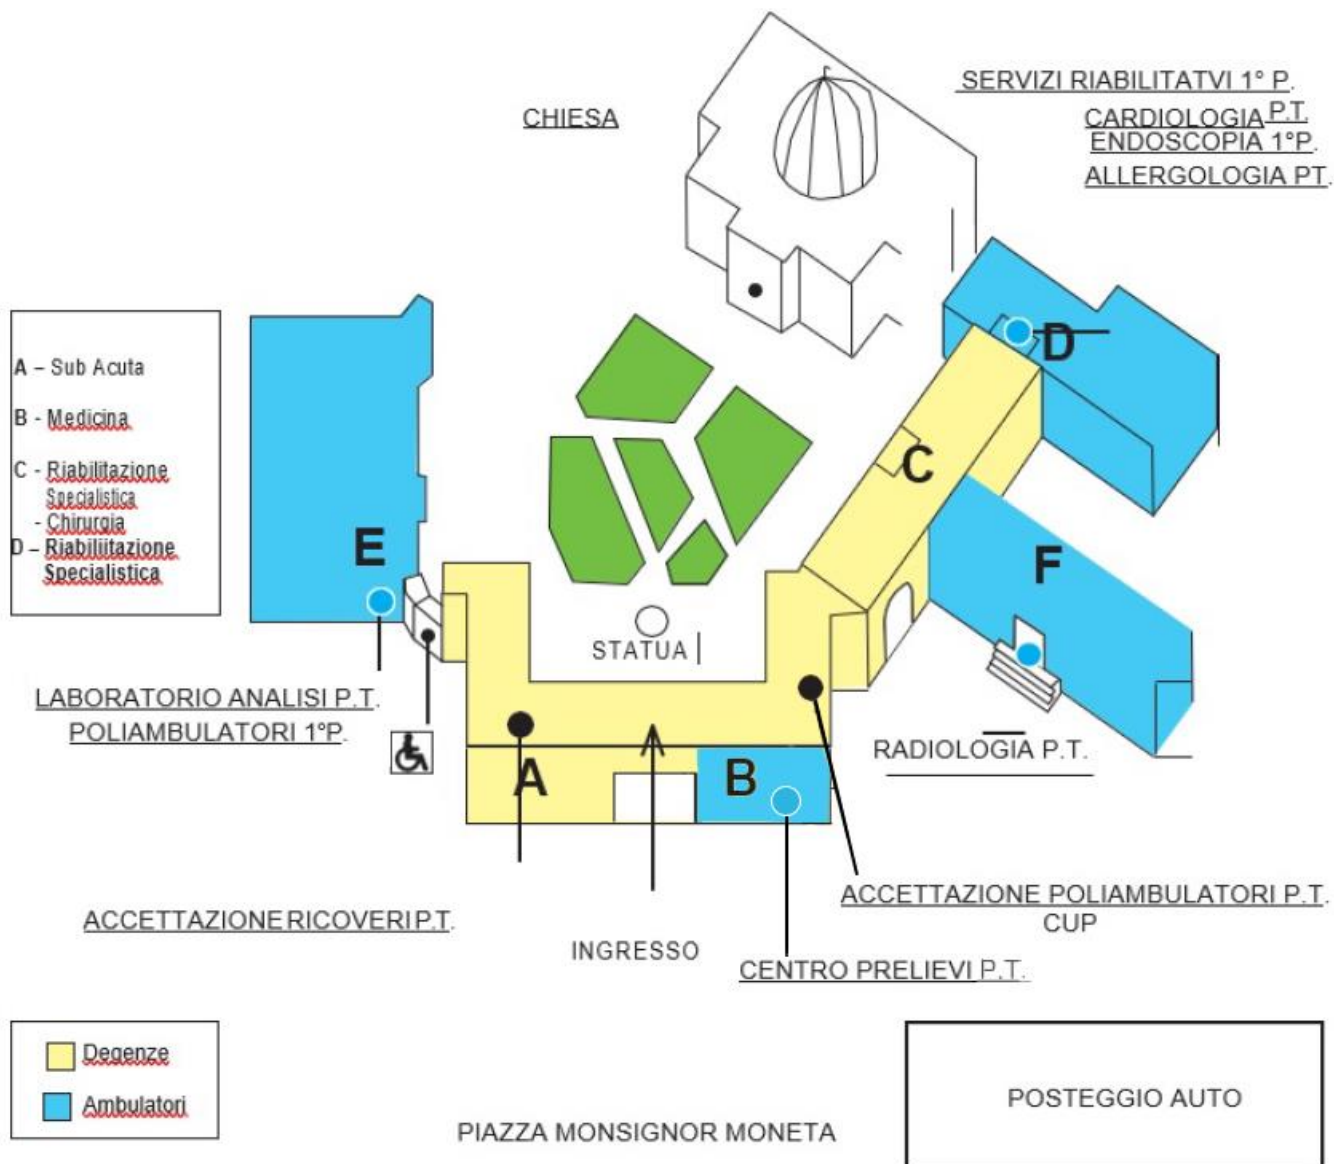 CHIESA
SERVIZI RIABILITATVI 1° P.
CARDIOLOGIA P.T.
ENDOSCOPIA 1°P.
ALLERGOLOGIA PT.
A – Sub Acuta
B - Medicina
C - Riabilitazione
Specialistica
- Chirurgia
D – Riabiliitazione
Specialistica
D
C
E
F
STATUA
LABORATORIO ANALISI P.T.
POLIAMBULATORI 1°P.
RADIOLOGIA P.T.
A
B
ACCETTAZIONE RICOVERI P.T.
INGRESSO
ACCETTAZIONE POLIAMBULATORI P.T.
CUP
CENTRO PRELIEVI P.T.
Degenze
Ambulatori
POSTEGGIO AUTO
PIAZZA MONSIGNOR MONETA